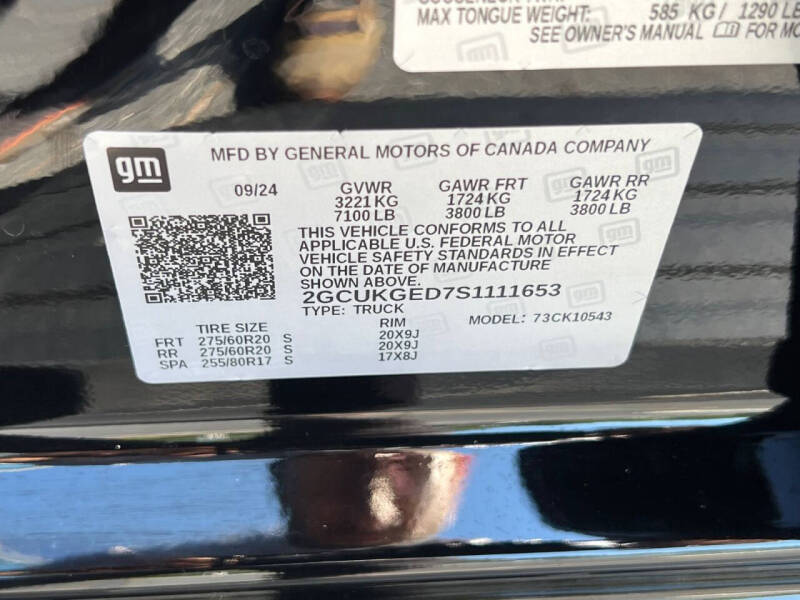 MAX TONGUE WEIGHT: 585 KG/ 1290 LB
SEE OWNER'S MANUAL FOR MO
gm
MFD BY GENERAL MOTORS OF CANADA COMPANY
09/24 GVWR GAWR FRT GAWR RR
3221 KG 1724 KG 1724 KG
7100 LB 3800 LB 3800 LB
THIS VEHICLE CONFORMS TO ALL
APPLICABLE U.S. FEDERAL MOTOR
VEHICLE SAFETY STANDARDS IN EFFECT
ON THE DATE OF MANUFACTURE
SHOWN ABOVE.
2GCUKGED7S1111653
TYPE: TRUCK MODEL: 73CK10543
TIRE SIZE RIM
FRT 275/60R20 S 20X9J
RR 275/60R20 S 20X9J
SPA 255/80R17 S 17X8J